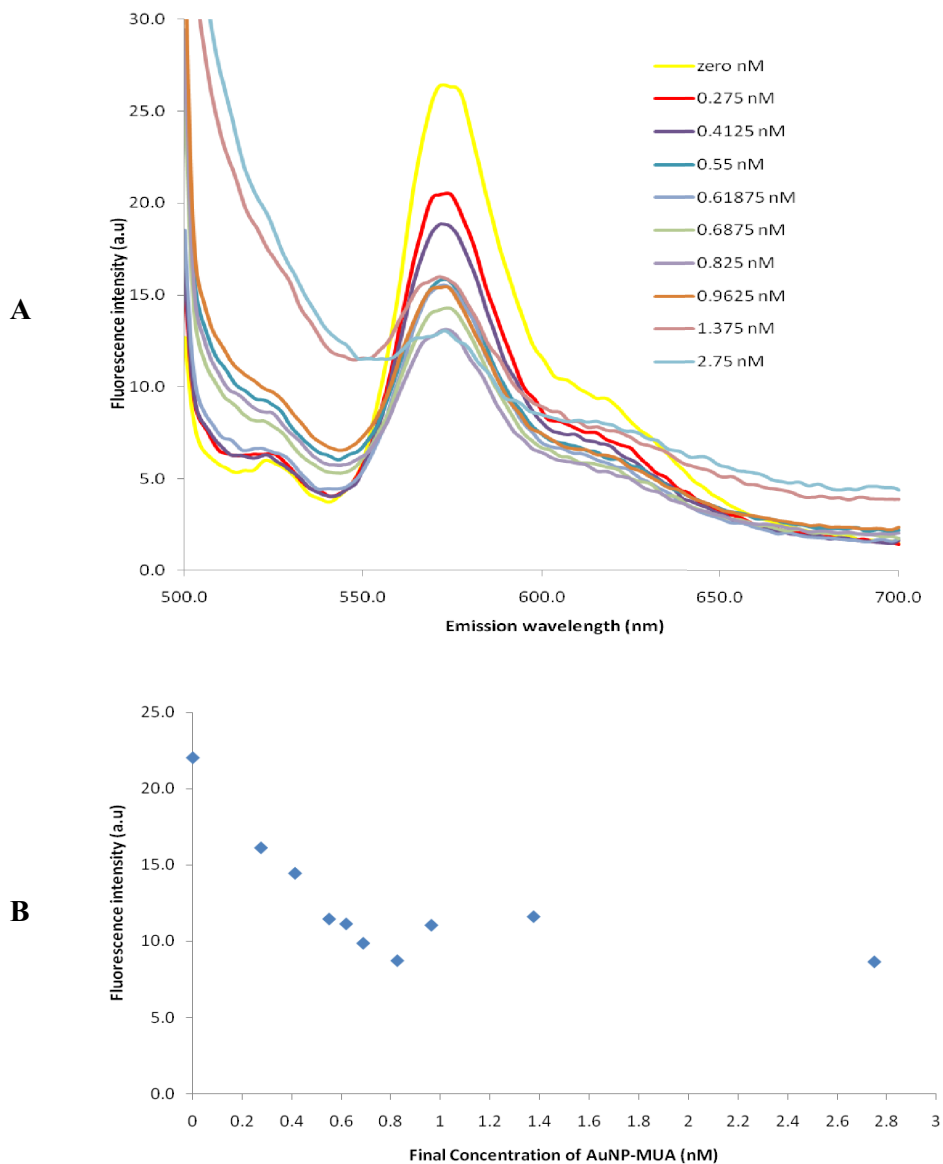 A
Fluorescence intensity (a.u)
30.0
25.0
20.0
15.0
10.0
5.0
0.0
500.0 550.0 600.0 650.0 700.0
Emission wavelength (nm)
zero nM
0.275 nM
0.4125 nM
0.55 nM
0.61875 nM
0.6875 nM
0.825 nM
0.9625 nM
1.375 nM
2.75 nM
B
Fluorescence intensity (a.u)
25.0
20.0
15.0
10.0
5.0
0.0
0 0.2 0.4 0.6 0.8 1 1.2 1.4 1.6 1.8 2 2.2 2.4 2.6 2.8 3
Final Concentration of AuNP-MUA (nM)